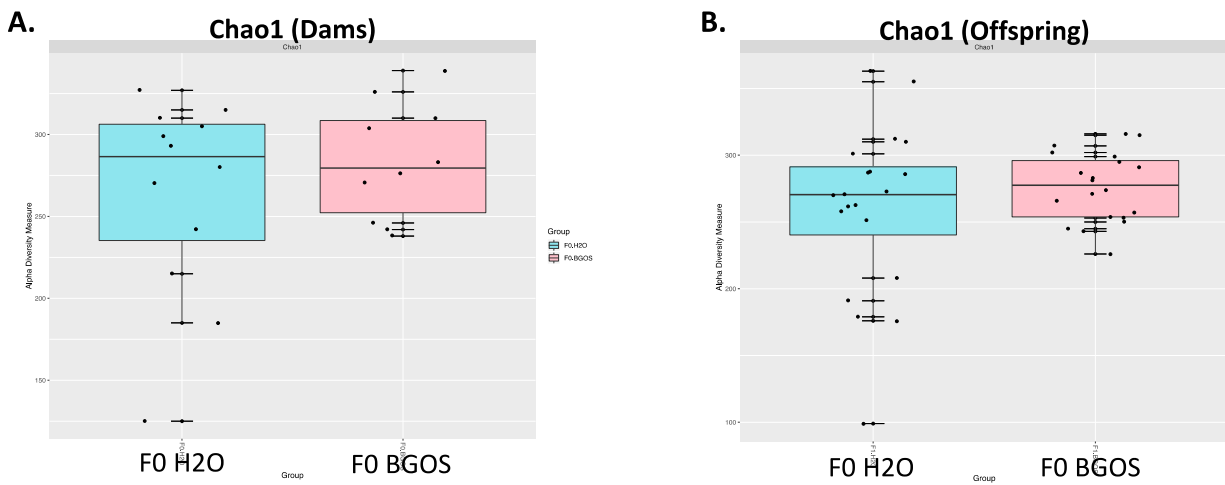 A.
Chao1 (Dams)
Chao1
Alpha Diversity Measure
300
250
200
150
F0 H2O
F0 BGOS
Group
Group
F0.H2O
F0.BGOS
B.
Chao1 (Offspring)
Chao1
Alpha Diversity Measure
300
200
100
F0 H2O
F0 BGOS
Group